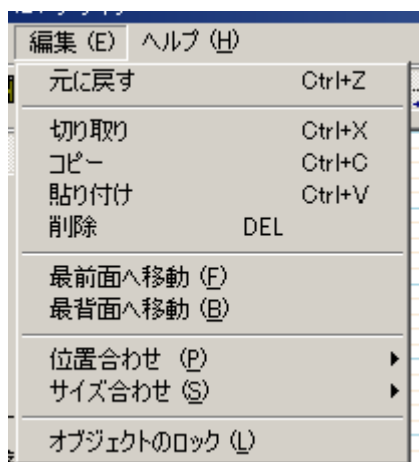 編集 (E) ヘルプ (H)
元に戻す Ctrl+Z
切り取り Ctrl+X
コピー Ctrl+C
貼り付け Ctrl+V
削除 DEL
最前面へ移動 (F)
最背面へ移動 (B)
位置合わせ (P)
サイズ合わせ (S)
オブジェクトのロック (L)